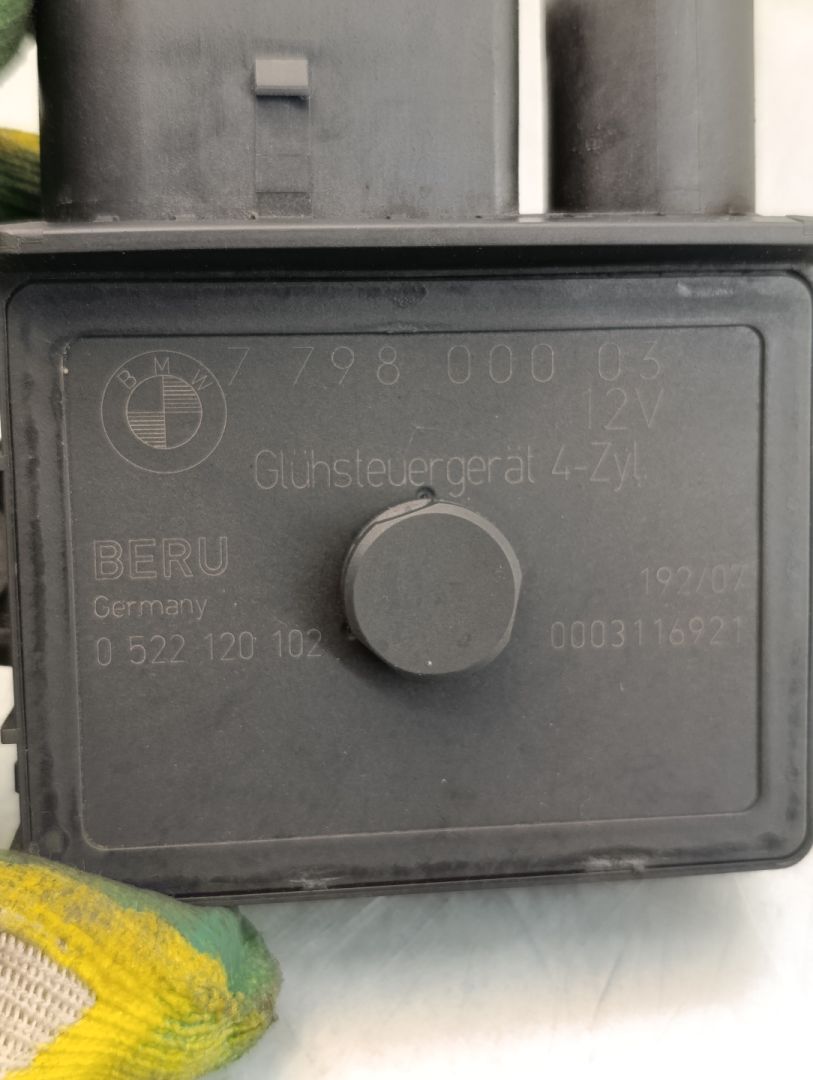 BMW 7 798 000 03
12V
Glühsteuergerät 4-Zyl.
BERU
Germany
192/07
0 522 120 102
0003116921